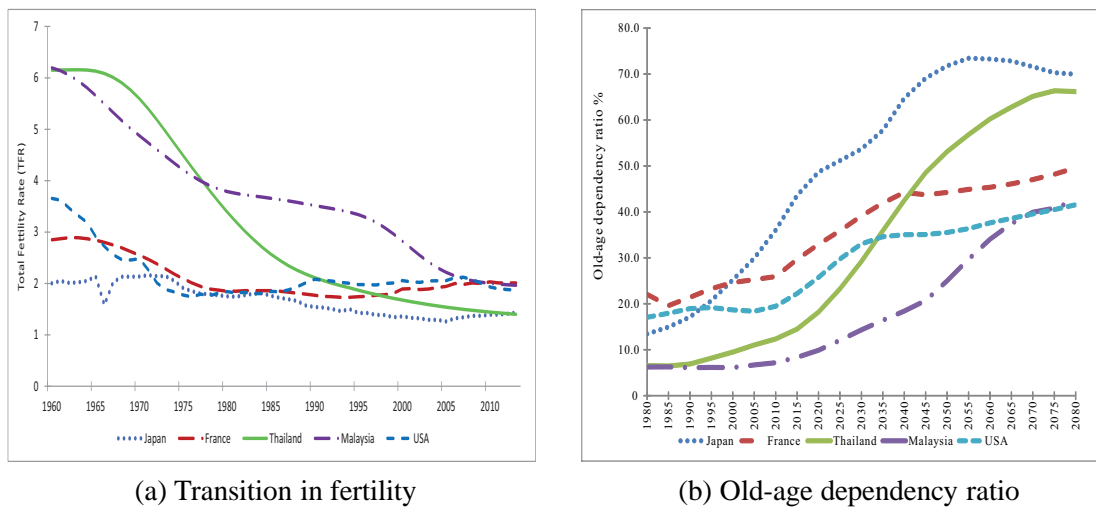 Total Fertility Rate (TFR)
7
6
5
4
3
2
1
0
1960 1965 1970 1975 1980 1985 1990 1995 2000 2005 2010
Japan France Thailand Malaysia USA
(a) Transition in fertility
Old-age dependency ratio %
80.0
70.0
60.0
50.0
40.0
30.0
20.0
10.0
0
1980 1985 1990 1995 2000 2005 2010 2015 2020 2025 2030 2035 2040 2045 2050 2055 2060 2065 2070 2075 2080
Japan France Thailand Malaysia USA
(b) Old-age dependency ratio